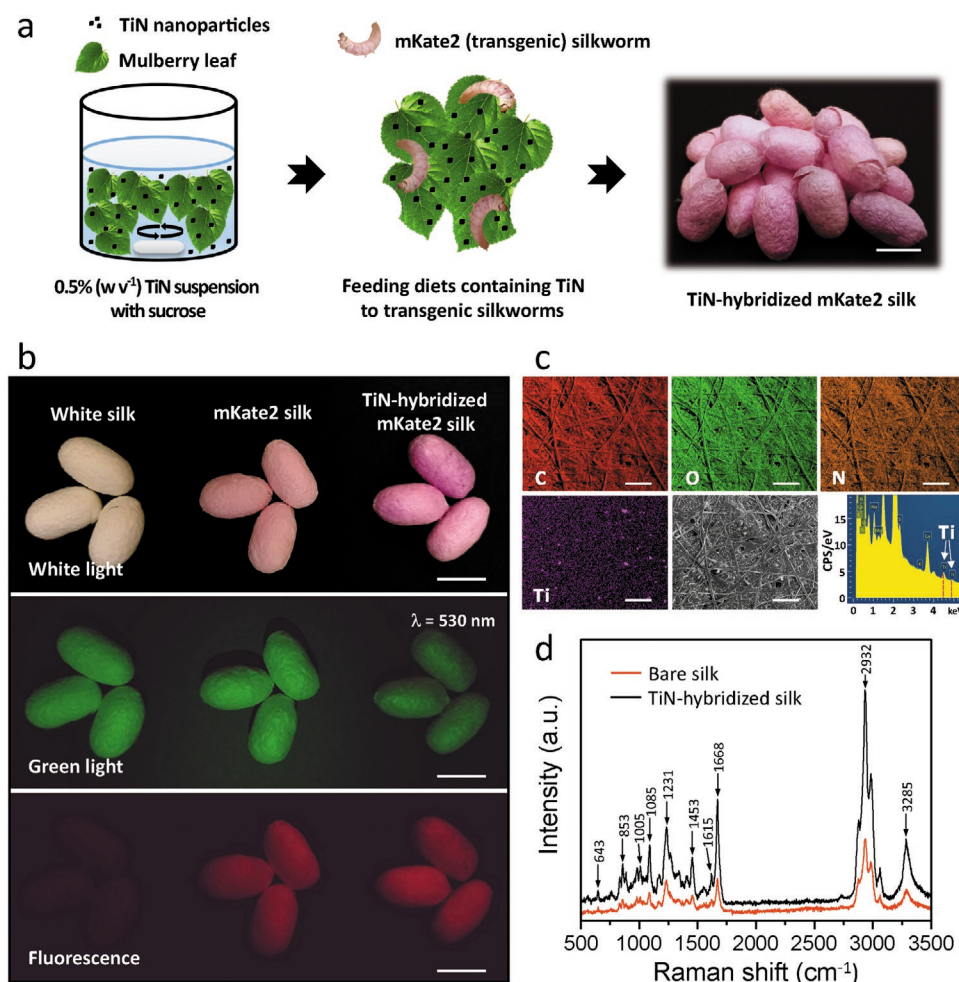 a
TiN nanoparticles
Mulberry leaf
mKate2 (transgenic) silkworm
0.5% (w v⁻¹) TiN suspension
with sucrose
Feeding diets containing TiN
to transgenic silkworms
TiN-hybridized mKate2 silk
b
White silk
mKate2 silk
TiN-hybridized
mKate2 silk
White light
λ = 530 nm
Green light
Fluorescence
c
C
O
N
Ti
CPS/eV
15
10
5
0
Ti
0 1 2 3 4 keV
d
Bare silk
TiN-hybridized silk
Intensity (a.u.)
643
853
1005
1085
1231
1453
1615
1668
2932
3285
500 1000 1500 2000 2500 3000 3500
Raman shift (cm⁻¹)